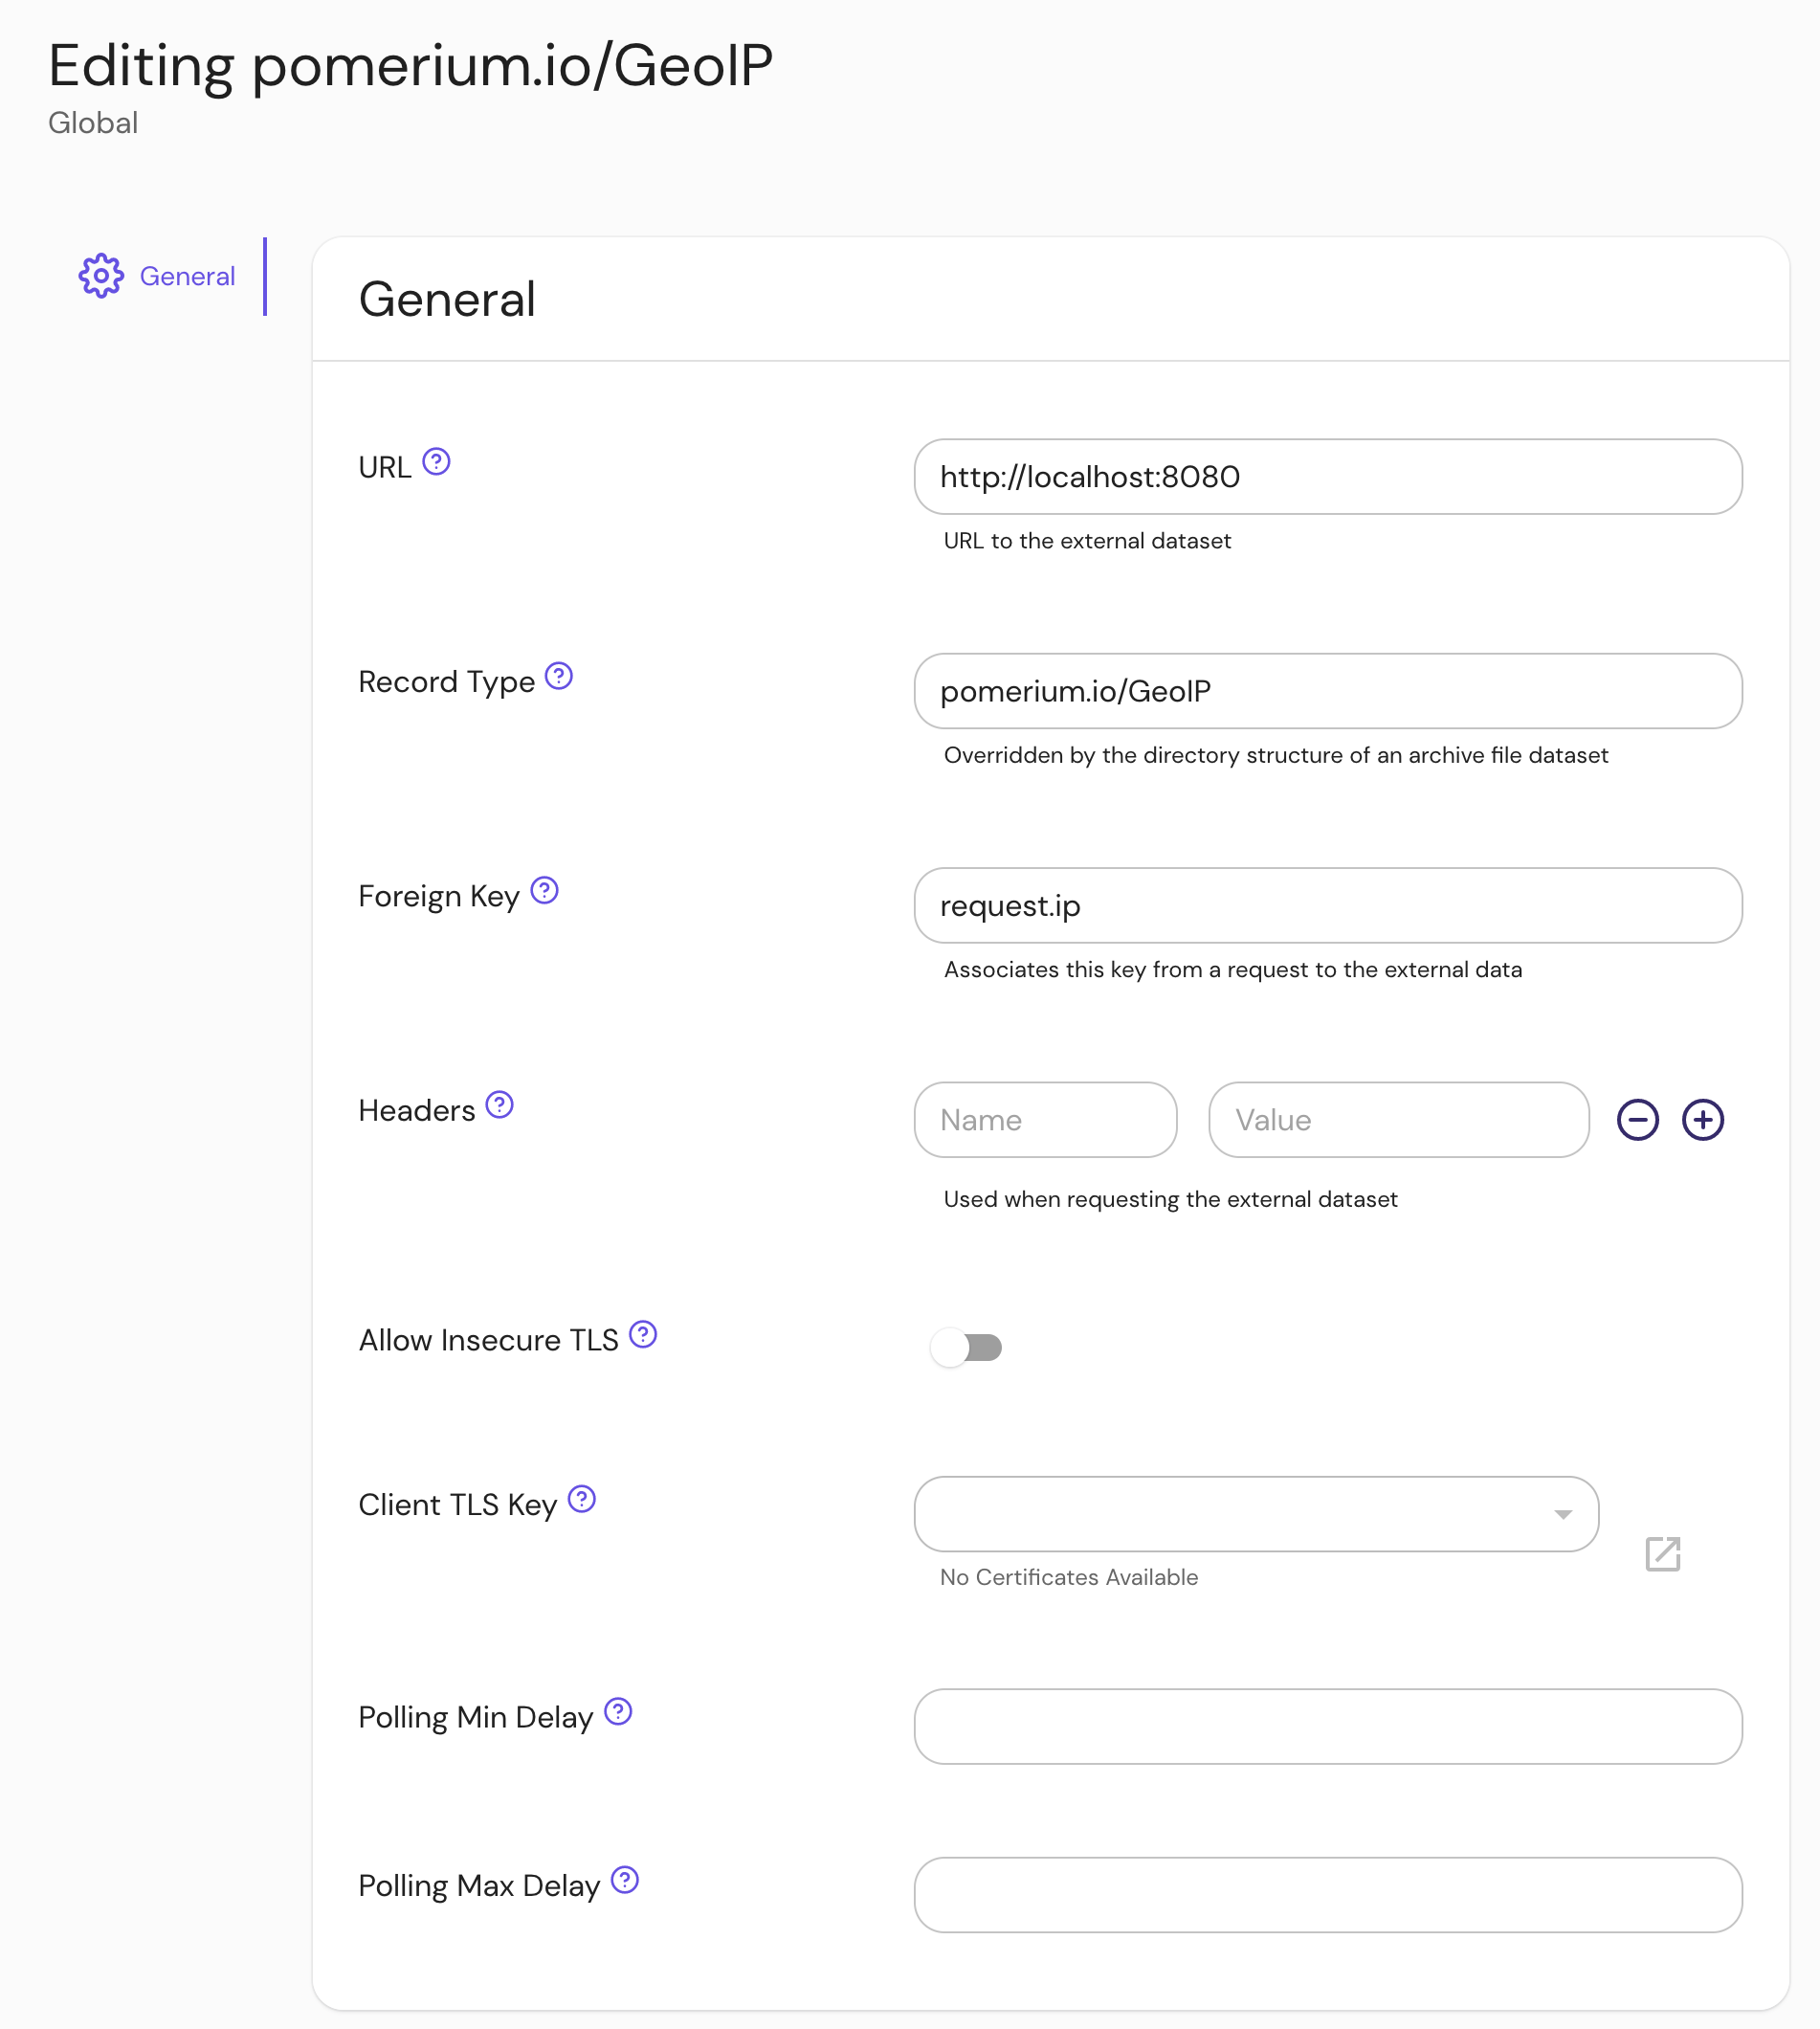 Editing pomerium.io/GeoIP
Global
General
General
URL ?
http://localhost:8080
URL to the external dataset
Record Type ?
pomerium.io/GeoIP
Overridden by the directory structure of an archive file dataset
Foreign Key ?
request.ip
Associates this key from a request to the external data
Headers ?
Name Value
Used when requesting the external dataset
Allow Insecure TLS ?
Client TLS Key ?
No Certificates Available
Polling Min Delay ?
Polling Max Delay ?